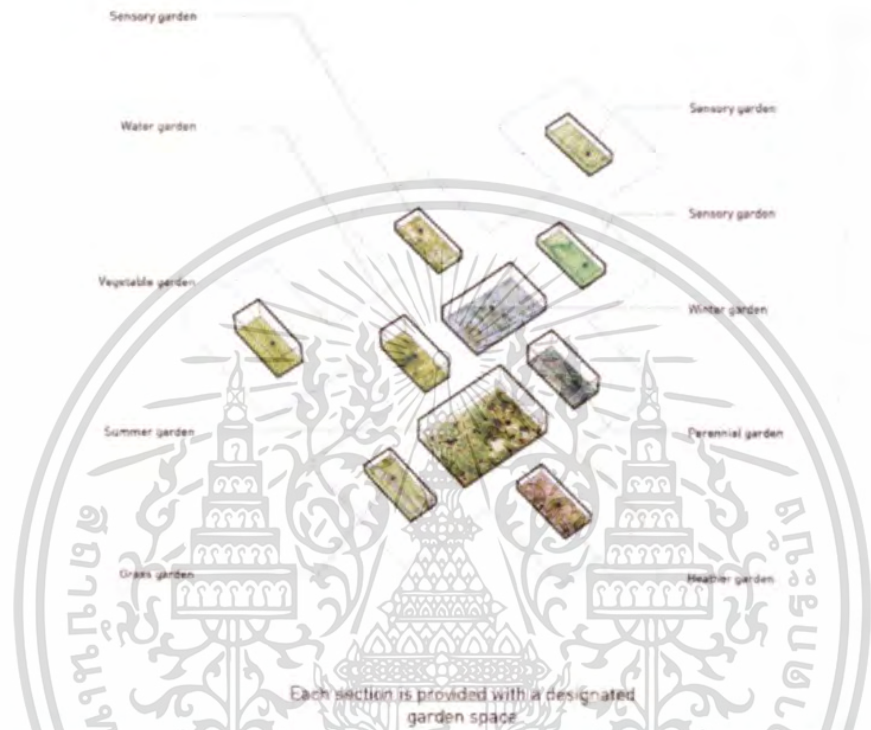 Sensory garden
Sensory garden
Water garden
Sensory garden
Vegetable garden
Winter garden
Summer garden
Perennial garden
Grass garden
Heather garden
Each section is provided with a designated
garden space